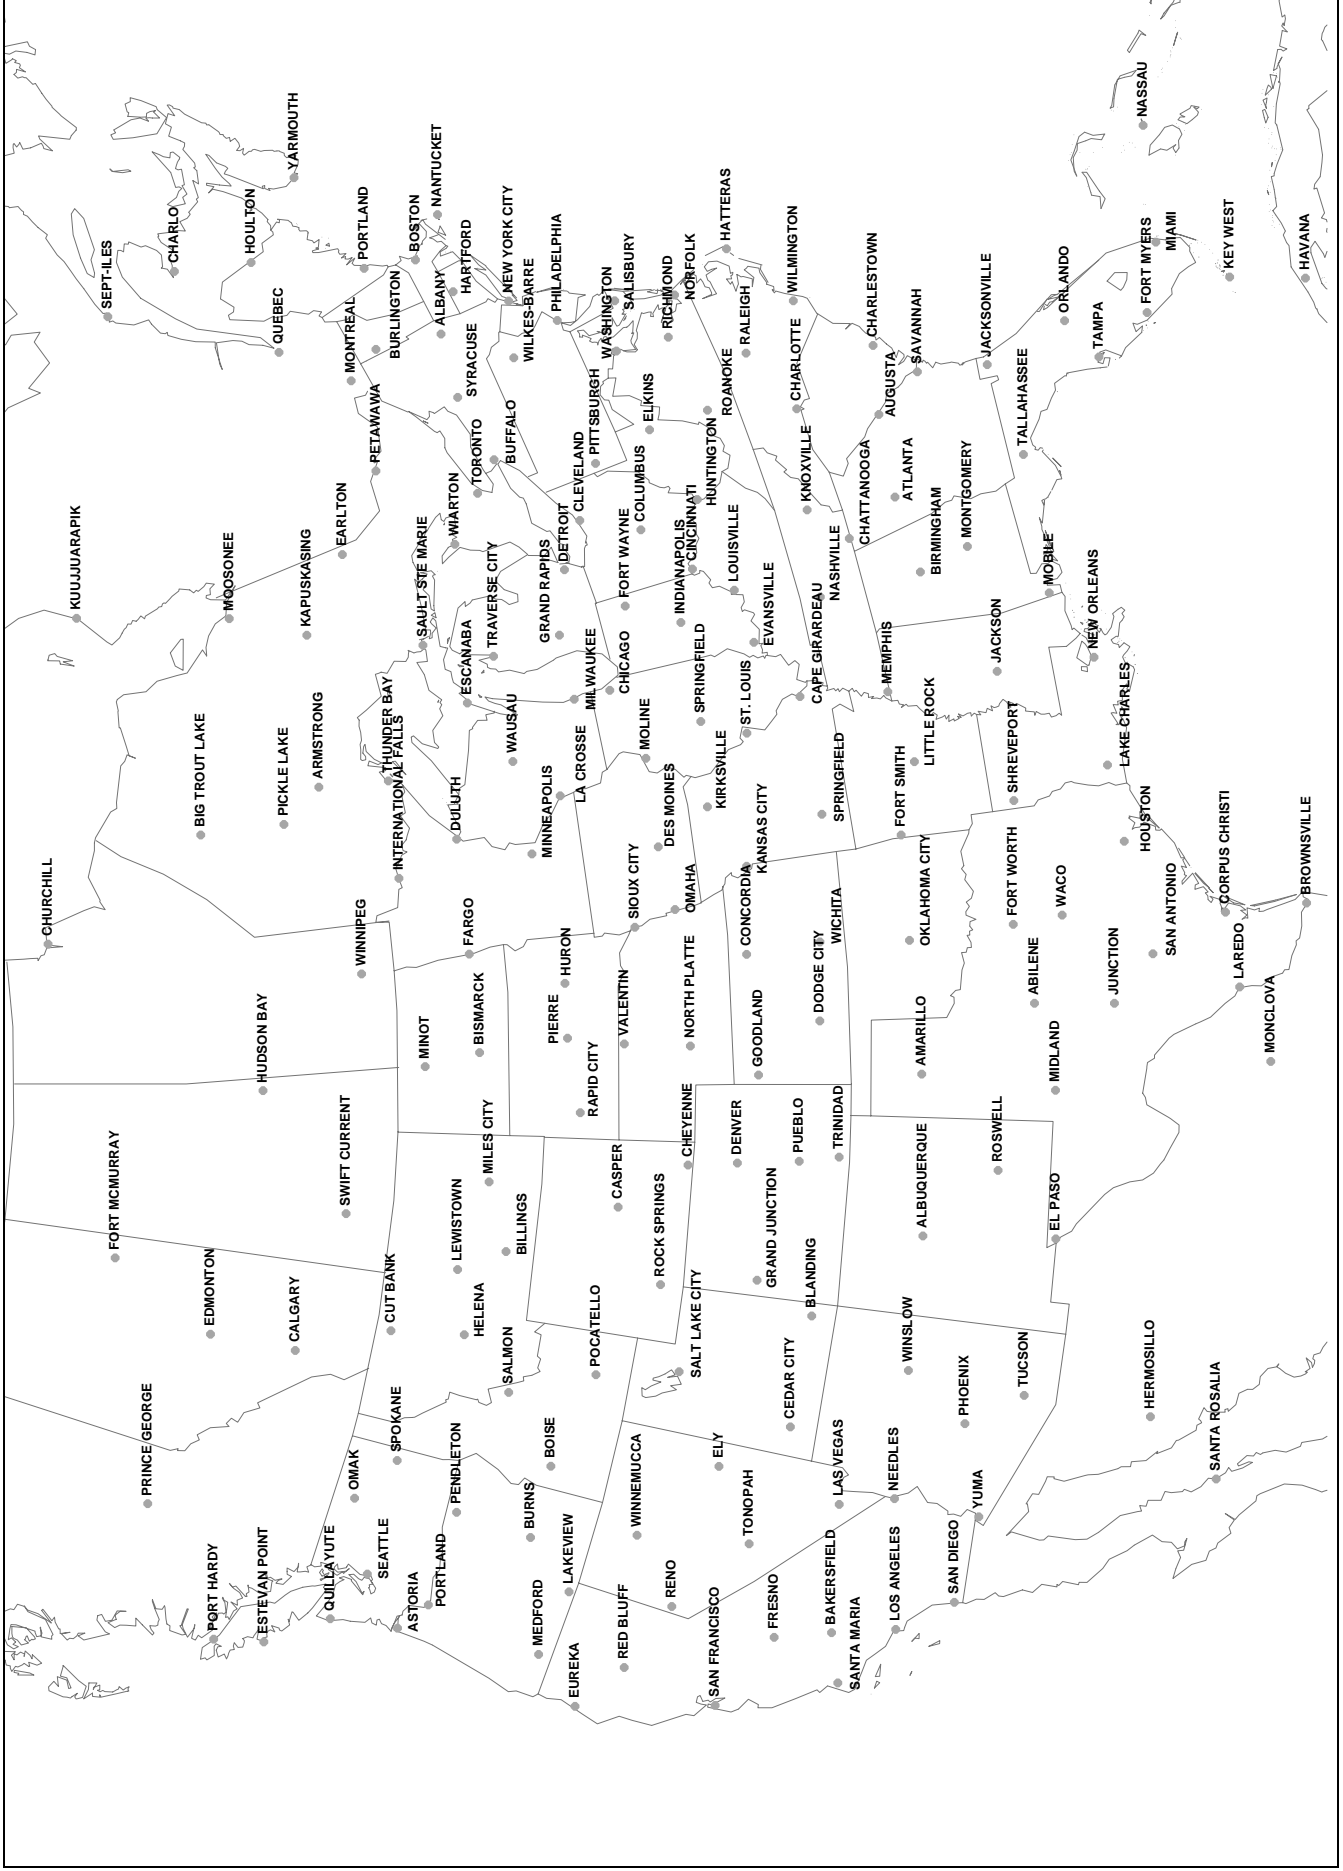 CHURCHILL
KUUJJUARAPIK
SEPT-ILES
FORT MCMURRAY
PRINCE GEORGE
CHARLO
BIG TROUT LAKE
MOOSONEE
PORT HARDY
EDMONTON
HOULTON
ESTEVAN POINT
HUDSON BAY
PICKLE LAKE
QUEBEC
YARMOUTH
CALGARY
KAPUSKASING
ARMSTRONG
QUILLAYUTE
SWIFT CURRENT
EARLTON
MONTREAL
OMAK
WINNIPEG
PORTLAND
SEATTLE
PETAWAWA
BURLINGTON
THUNDER BAY
CUT BANK
SPOKANE
INTERNATIONAL FALLS
ASTORIA
BOSTON
SAULT STE MARIE
MINOT
NANTUCKET
PORTLAND
ALBANY
PENDLETON
LEWISTOWN
DULUTH
WIARTON
HARTFORD
FARGO
ESCANABA
SYRACUSE
HELENA
BISMARCK
TORONTO
MILES CITY
TRAVERSE CITY
SALMON
BUFFALO
NEW YORK CITY
BILLINGS
WAUSAU
BURNS
WILKES-BARRE
MEDFORD
BOISE
MINNEAPOLIS
GRAND RAPIDS
PIERRE
HURON
DETROIT
PHILADELPHIA
LAKEVIEW
EUREKA
LA CROSSE
CLEVELAND
RAPID CITY
MILWAUKEE
POCATELLO
PITTSBURGH
WASHINGTON
RED BLUFF
CASPER
VALENTIN
CHICAGO
FORT WAYNE
SALISBURY
WINNEMUCCA
SIOUX CITY
MOLINE
COLUMBUS
ELKINS
ROCK SPRINGS
DES MOINES
RENO
RICHMOND
INDIANAPOLIS
CHEYENNE
NORTH PLATTE
OMAHA
CINCINNATI
NORFOLK
SALT LAKE CITY
SPRINGFIELD
HUNTINGTON
SAN FRANCISCO
ELY
KIRKSVILLE
ROANOKE
HATTERAS
DENVER
LOUISVILLE
TONOPAH
CONCORDIA
ST. LOUIS
RALEIGH
GOODLAND
KANSAS CITY
EVANSVILLE
GRAND JUNCTION
FRESNO
CEDAR CITY
PUEBLO
CHARLOTTE
WILMINGTON
BLANDING
DODGE CITY
CAPE GIRARDEAU
KNOXVILLE
BAKERSFIELD
LAS VEGAS
TRINIDAD
WICHITA
SPRINGFIELD
NASHVILLE
SANTA MARIA
CHATTANOOGA
CHARLESTOWN
LOS ANGELES
NEEDLES
MEMPHIS
AUGUSTA
WINSLOW
FORT SMITH
ATLANTA
SAVANNAH
ALBUQUERQUE
AMARILLO
OKLAHOMA CITY
LITTLE ROCK
BIRMINGHAM
SAN DIEGO
PHOENIX
MONTGOMERY
YUMA
JACKSONVILLE
ROSWELL
JACKSON
TUCSON
FORT WORTH
SHREVEPORT
TALLAHASSEE
ABILENE
EL PASO
MIDLAND
WACO
MOBILE
ORLANDO
NEW ORLEANS
TAMPA
JUNCTION
LAKE CHARLES
HERMOSILLO
HOUSTON
FORT MYERS
NASSAU
SAN ANTONIO
MIAMI
SANTA ROSALIA
CORPUS CHRISTI
KEY WEST
LAREDO
MONCLOVA
BROWNSVILLE
HAVANA